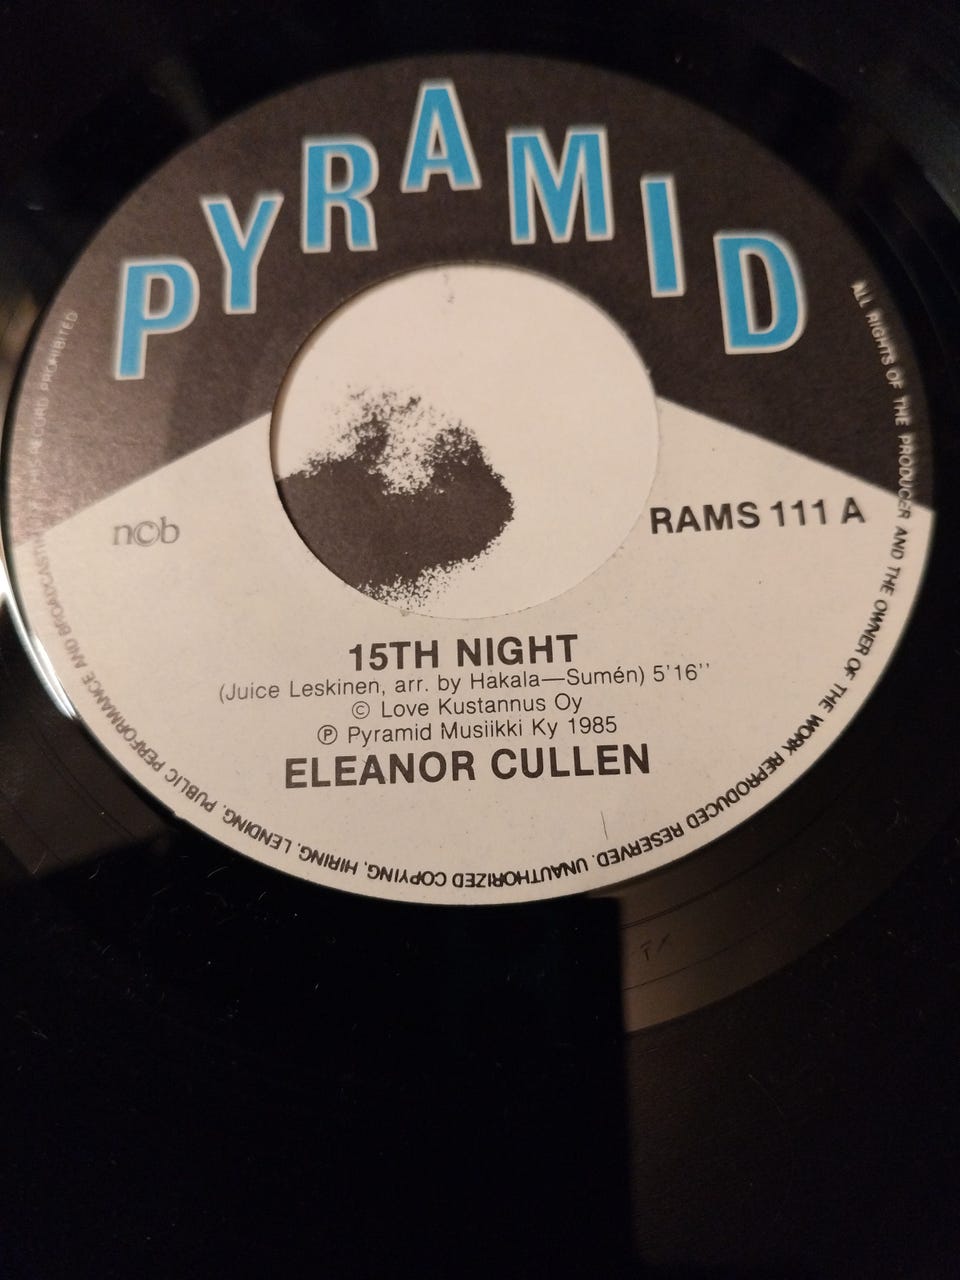 PYRAMID
ncb
RAMS 111 A
15TH NIGHT
(Juice Leskinen, arr. by Hakala—Sumén) 5'16''
© Love Kustannus Oy
℗ Pyramid Musiikki Ky 1985
ELEANOR CULLEN
ALL RIGHTS OF THE PRODUCER AND THE OWNER OF THE WORK REPRODUCED RESERVED. UNAUTHORIZED COPYING, HIRING, LENDING, PUBLIC PERFORMANCE AND BROADCASTING RECORD PROHIBITED